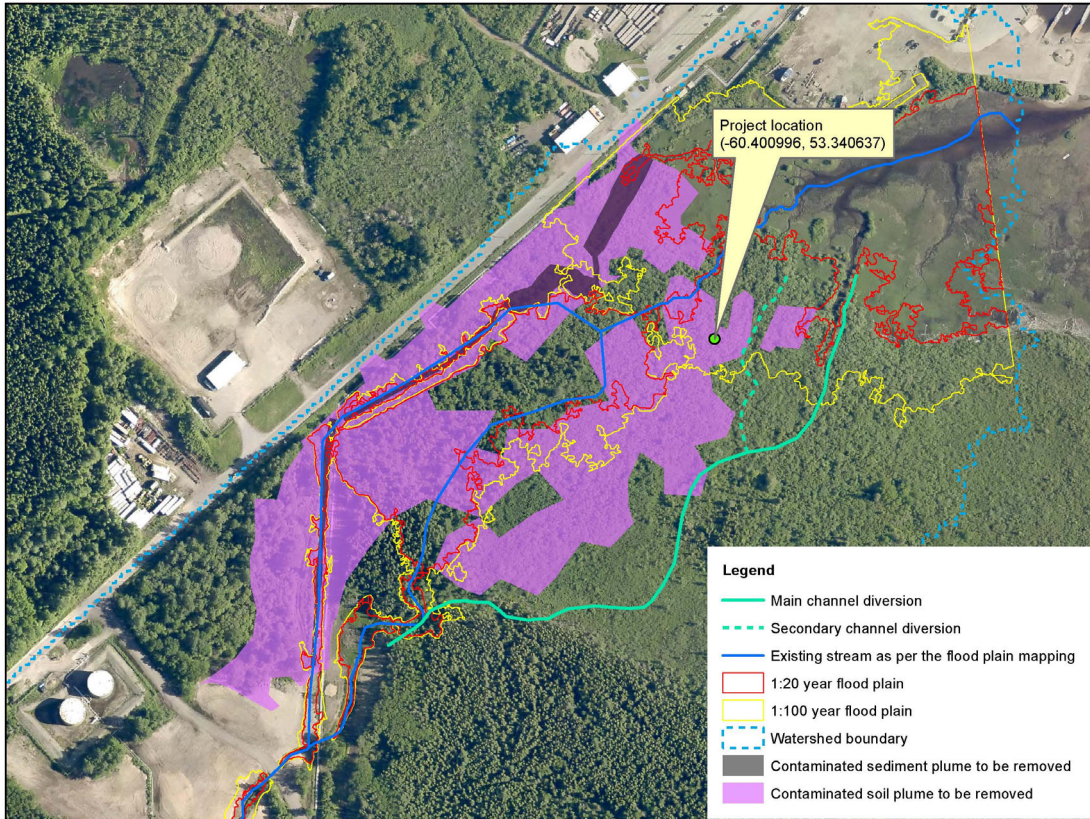 Project location
(-60.400996, 53.340637)
Legend
Main channel diversion
Secondary channel diversion
Existing stream as per the flood plain mapping
1:20 year flood plain
1:100 year flood plain
Watershed boundary
Contaminated sediment plume to be removed
Contaminated soil plume to be removed